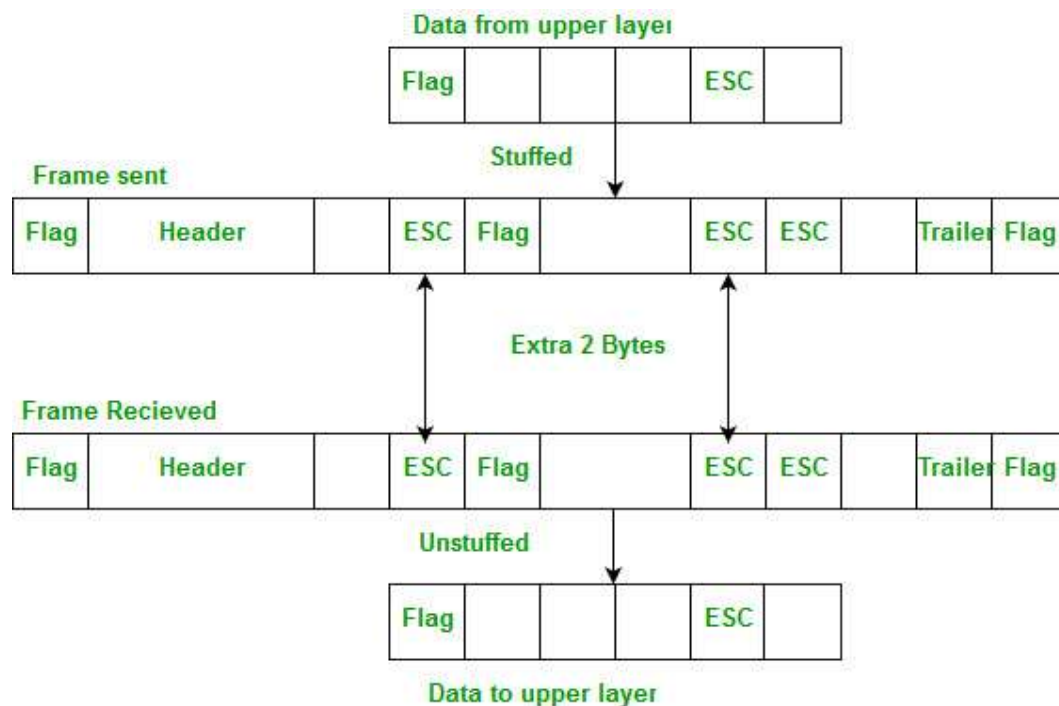 Data from upper layer
Flag ESC
Stuffed
Frame sent
Flag Header ESC Flag ESC ESC Trailer Flag
Extra 2 Bytes
Frame Recieved
Flag Header ESC Flag ESC ESC Trailer Flag
Unstuffed
Flag ESC
Data to upper layer